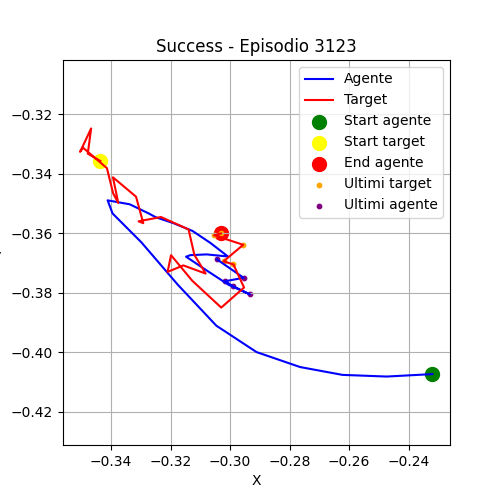 Success - Episodio 3123
Agente
Target
Start agente
Start target
End agente
Ultimi target
Ultimi agente
−0.32
−0.34
−0.36
−0.38
−0.40
−0.42
−0.34 −0.32 −0.30 −0.28 −0.26 −0.24
X